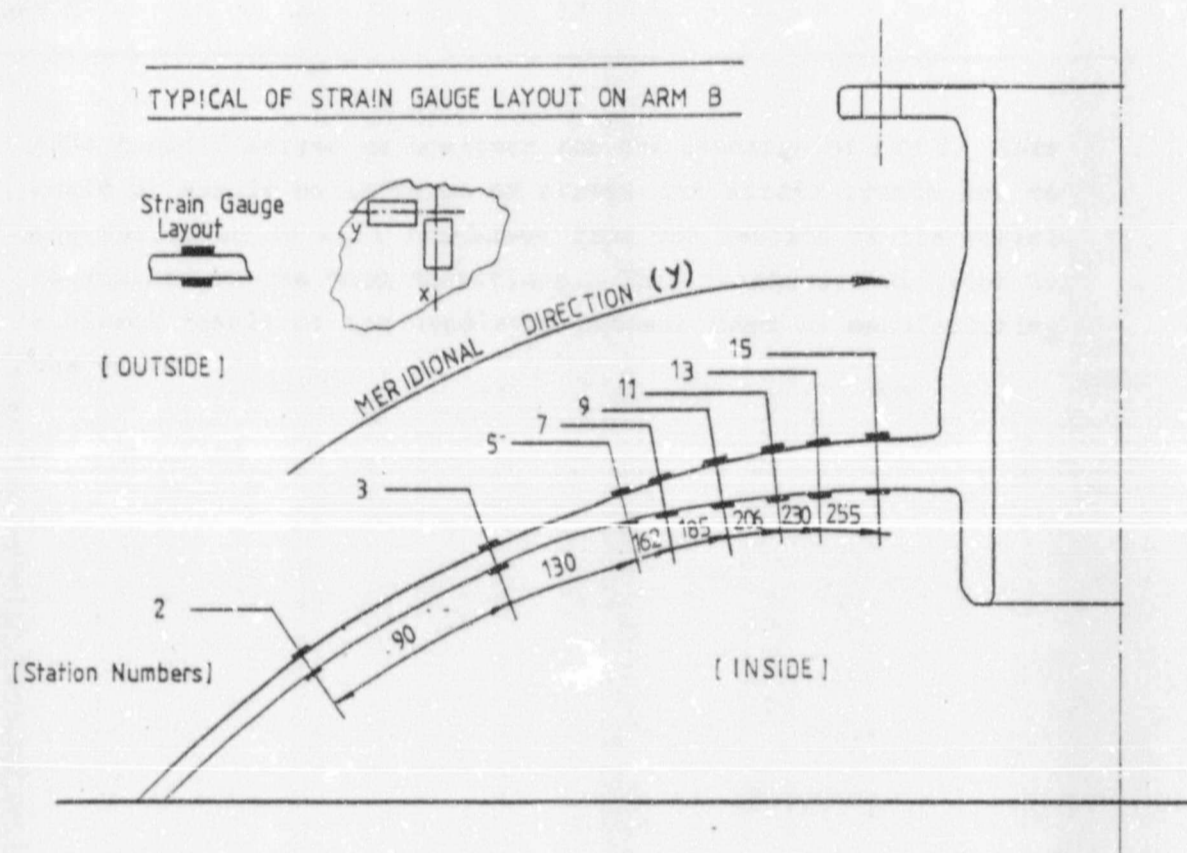 TYPICAL OF STRAIN GAUGE LAYOUT ON ARM B
Strain Gauge
Layout
y
x
[ OUTSIDE ]
MERIDIONAL DIRECTION (Y)
15
13
11
9
7
5
3
2
90
130
162
185
206
230
255
[Station Numbers]
[ INSIDE ]